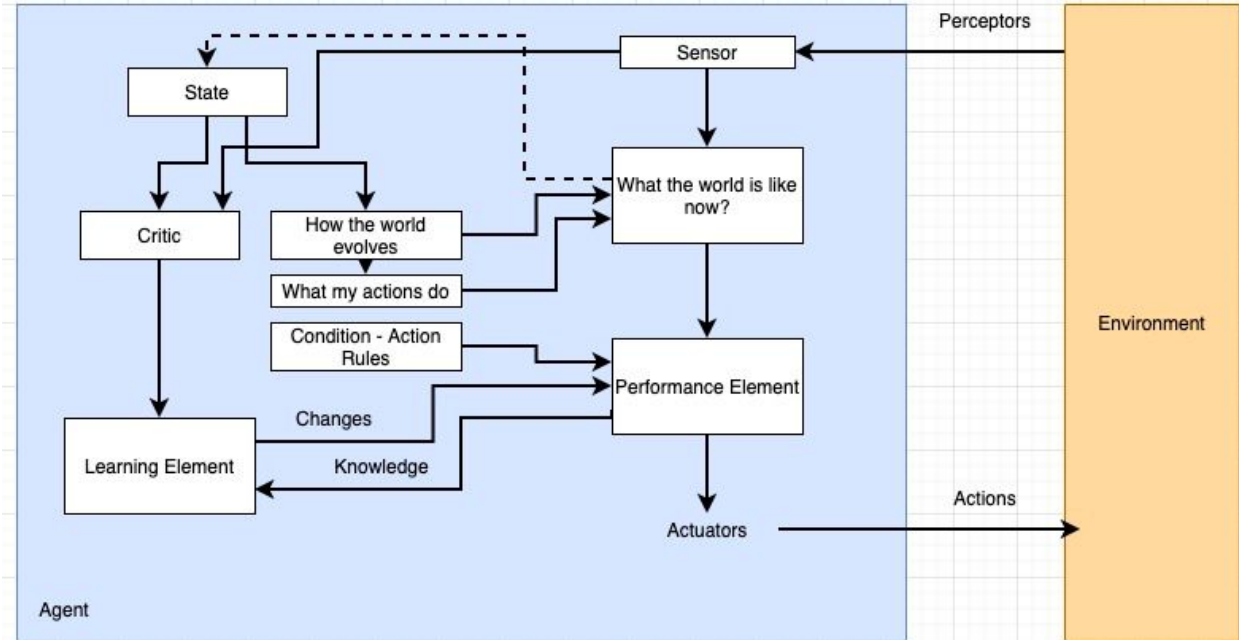 Perceptors
Sensor
State
What the world is like
now?
Critic
How the world
evolves
What my actions do
Condition - Action
Rules
Environment
Performance Element
Changes
Learning Element
Knowledge
Actions
Actuators
Agent